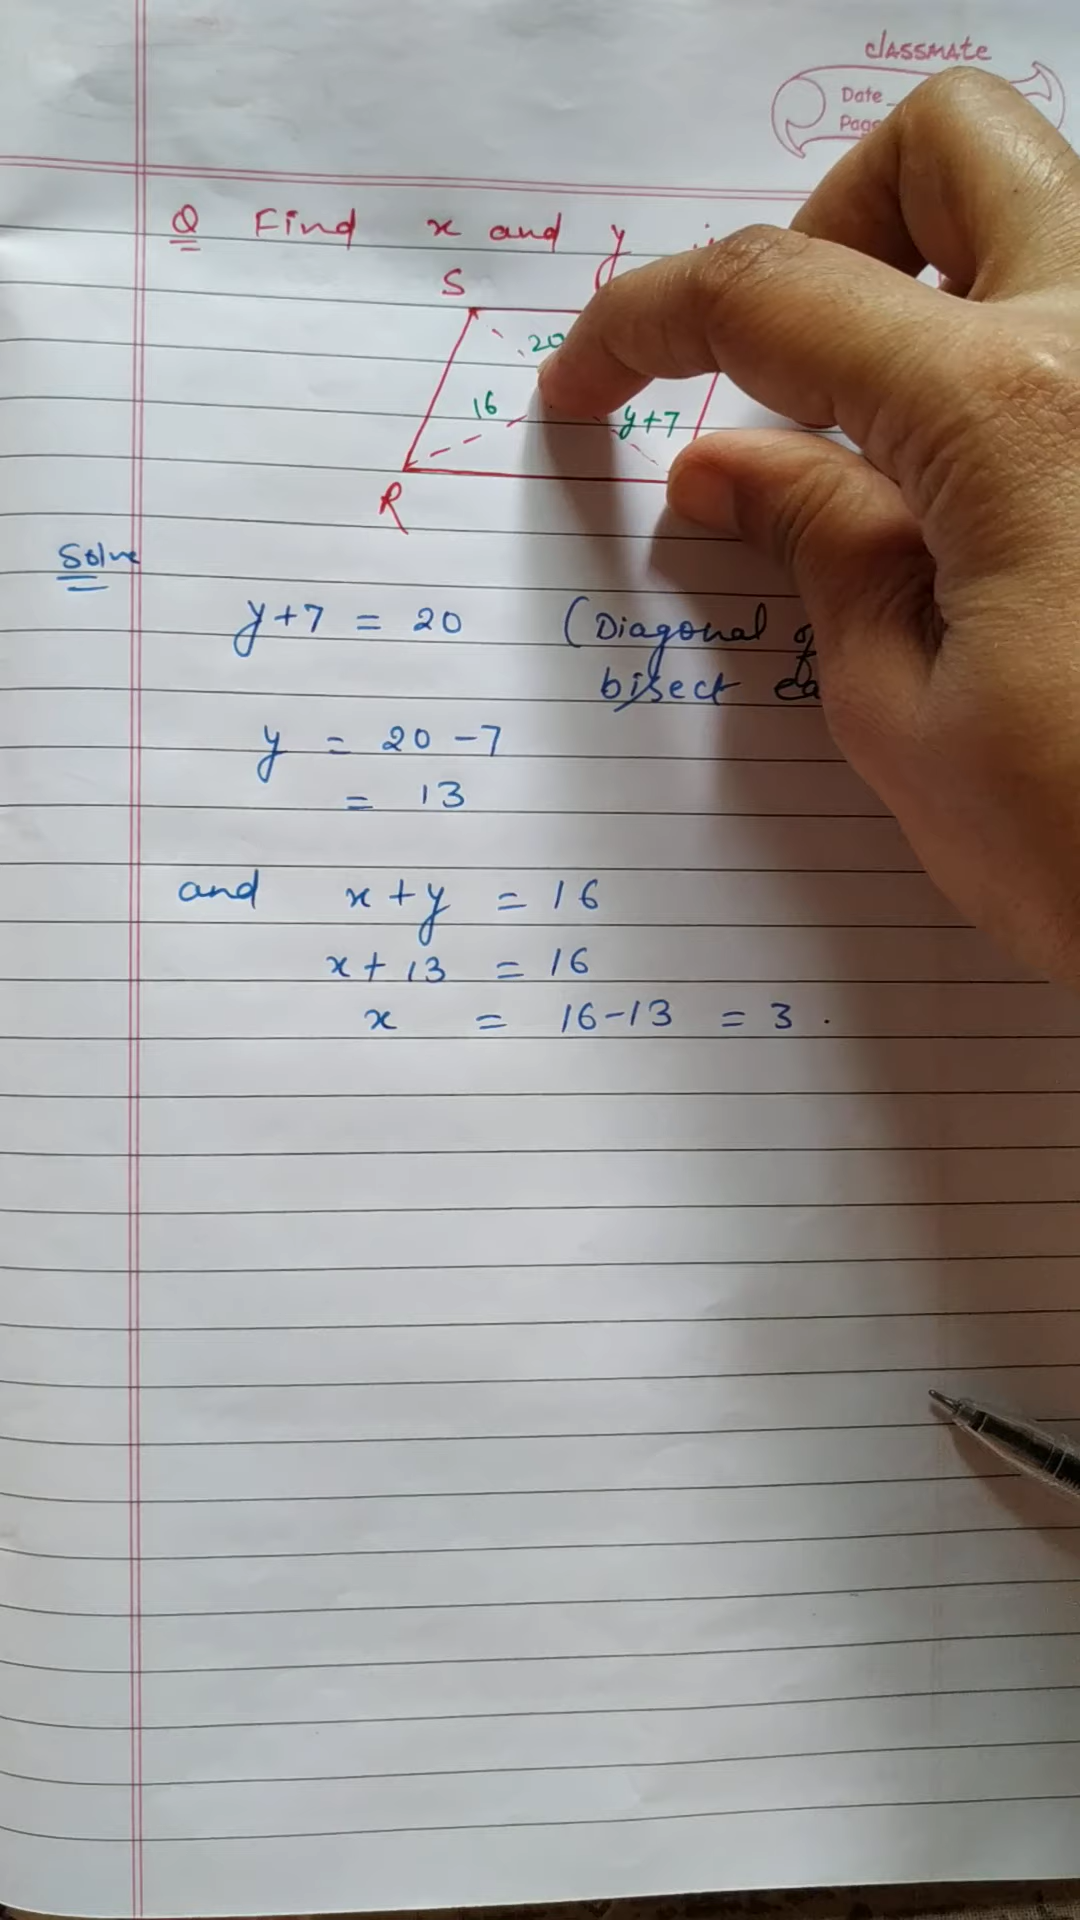 classmate
Date
Page
Q Find x and y
S
20
16
y+7
R
Solve
y+7 = 20 (Diagonal
bisect
y = 20 - 7
= 13
and x+y = 16
x + 13 = 16
x = 16-13 = 3 .